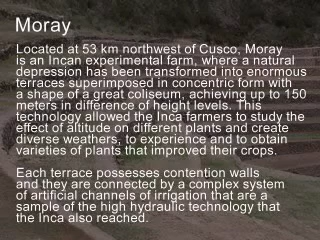 Moray
Located at 53 km northwest of Cusco, Moray
is an Incan experimental farm, where a natural
depression has been transformed into enormous
terraces superimposed in concentric form with
a shape of a great coliseum, achieving up to 150
meters in difference of height levels. This
technology allowed the Inca farmers to study the
effect of altitude on different plants and create
diverse weathers, to experience and to obtain
varieties of plants that improved their crops.
Each terrace possesses contention walls
and they are connected by a complex system
of artificial channels of irrigation that are a
sample of the high hydraulic technology that
the Inca also reached.